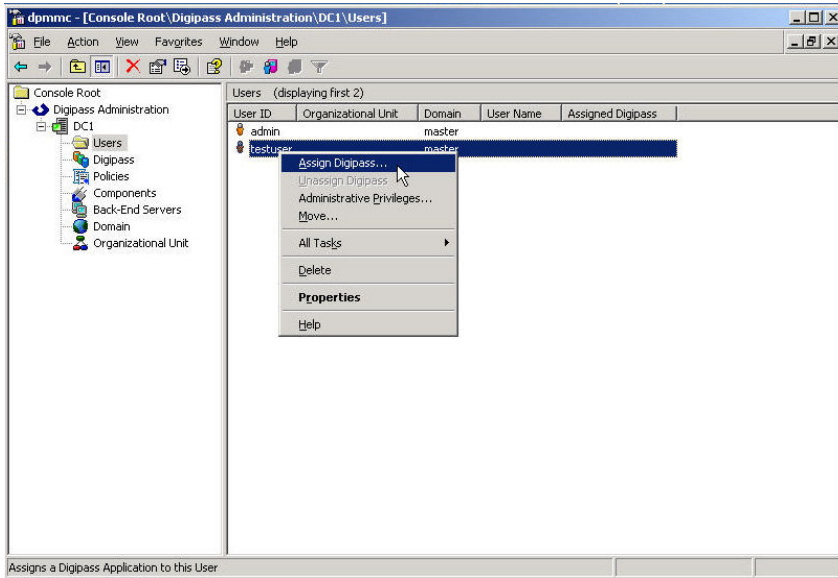 dpmmc - [Console Root\Digipass Administration\DC1\Users]
File Action View Favorites Window Help
Console Root
Digipass Administration
DC1
Users
Digipass
Policies
Components
Back-End Servers
Domain
Organizational Unit
Users (displaying first 2)
User ID Organizational Unit Domain User Name Assigned Digipass
admin master
testuser master
Assign Digipass...
Unassign Digipass
Administrative Privileges...
Move...
All Tasks
Delete
Properties
Help
Assigns a Digipass Application to this User